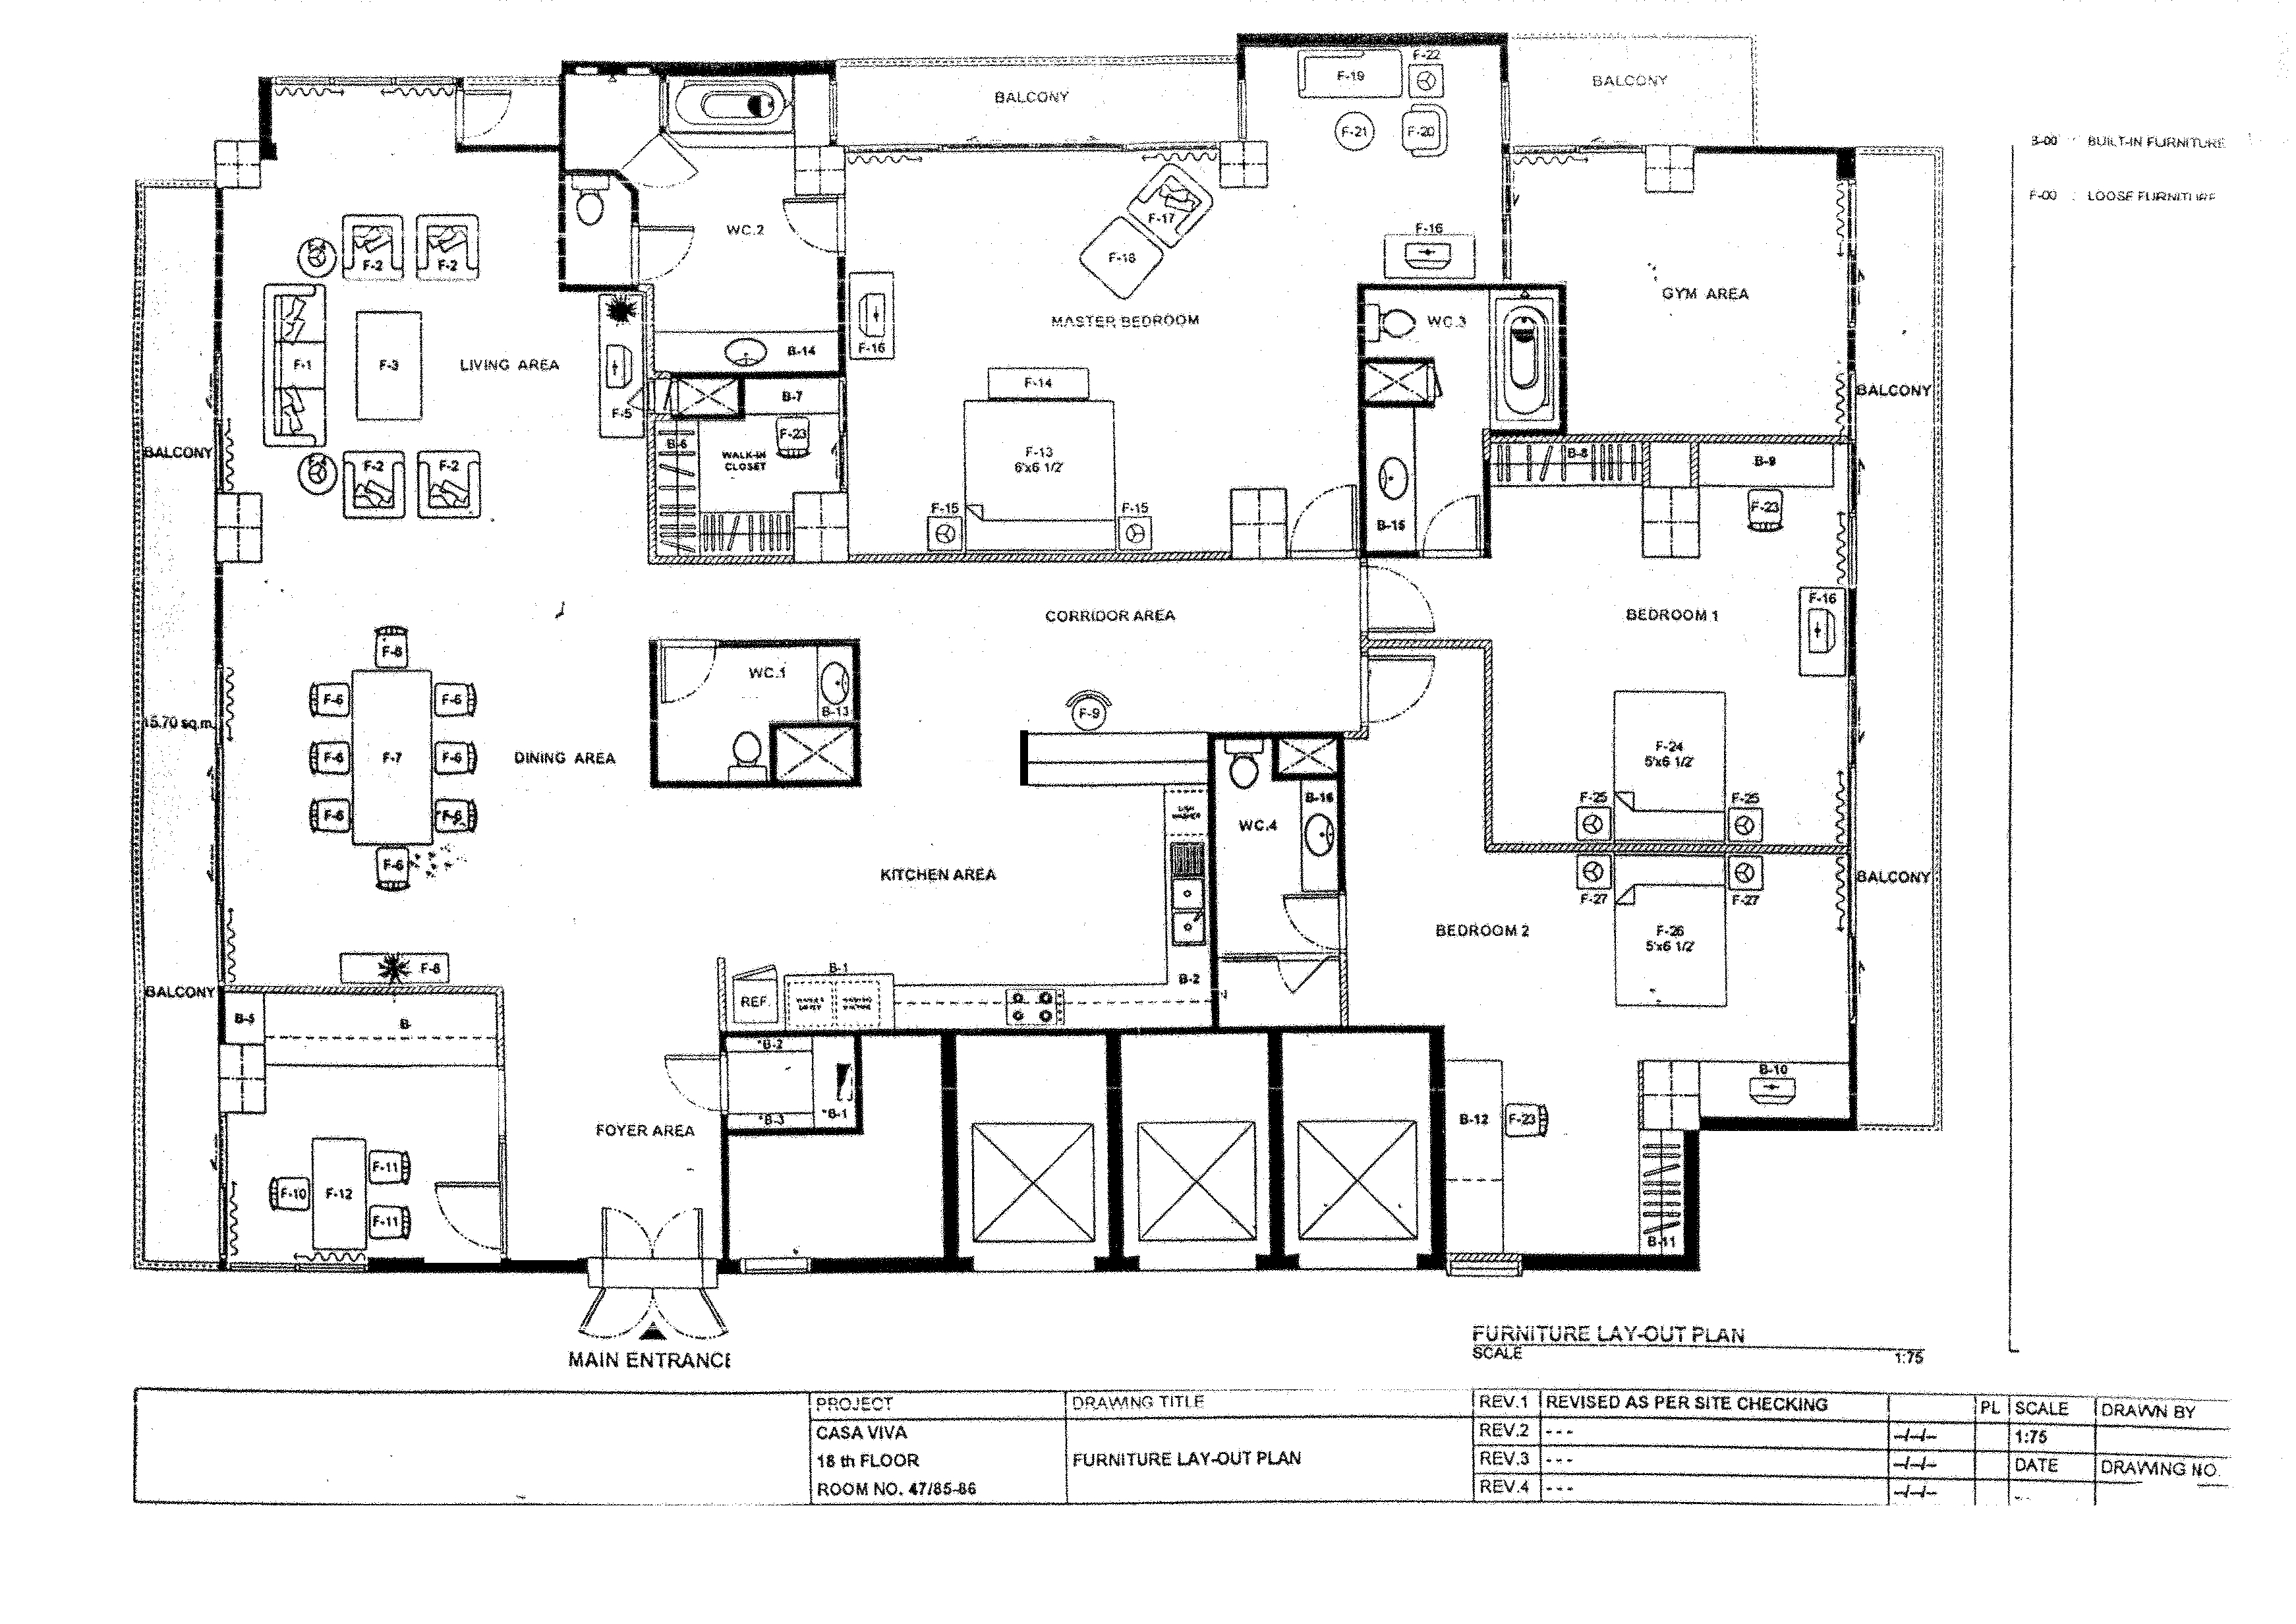 BALCONY
BALCONY
F-19
F-22
F-21
F-20
B-00 : BUILT-IN FURNITURE
F-00 : LOOSE FURNITURE
F-2
F-2
WC.2
F-17
F-18
F-16
GYM AREA
MASTER BEDROOM
WC.3
F-1
F-3
LIVING AREA
F-5
B-14
F-16
B-7
F-14
BALCONY
BALCONY
F-2
F-2
B-6
WALK-IN
CLOSET
F-23
F-13
6'x6 1/2'
B-8
B-9
F-15
F-15
B-15
F-23
CORRIDOR AREA
BEDROOM 1
F-16
F-6
WC.1
B-13
F-9
F-6
F-6
15.70 sq.m.
F-6
F-7
F-6
DINING AREA
F-24
5'x6 1/2'
F-6
F-6
F-6
DISH
WASHER
WC.4
B-16
F-25
F-25
KITCHEN AREA
BALCONY
F-27
F-27
BEDROOM 2
F-26
5'x6 1/2'
F-8
BALCONY
B-1
REF.
B-2
B-5
B
*B-2
*B-3
*B-1
FOYER AREA
B-10
B-12
F-23
F-10
F-12
F-11
F-11
B-11
MAIN ENTRANCE
FURNITURE LAY-OUT PLAN
SCALE 1:75
PROJECT
CASA VIVA
18 th FLOOR
ROOM NO. 47/85-86
DRAWING TITLE
FURNITURE LAY-OUT PLAN
REV.1 REVISED AS PER SITE CHECKING PL
REV.2 - - - --/--/--
REV.3 - - - --/--/--
REV.4 - - - --/--/--
SCALE
1:75
DATE
DRAWN BY
DRAWING NO.